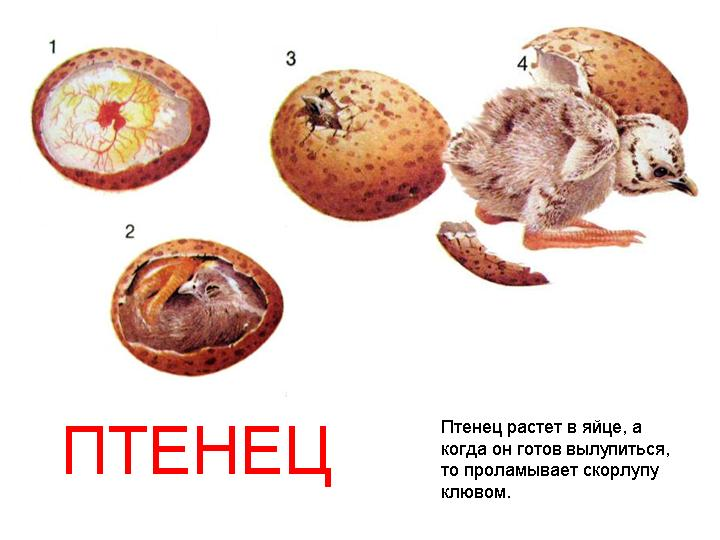 1
3
4
2
ПТЕНЕЦ
Птенец растет в яйце, а
когда он готов вылупиться,
то проламывает скорлупу
клювом.